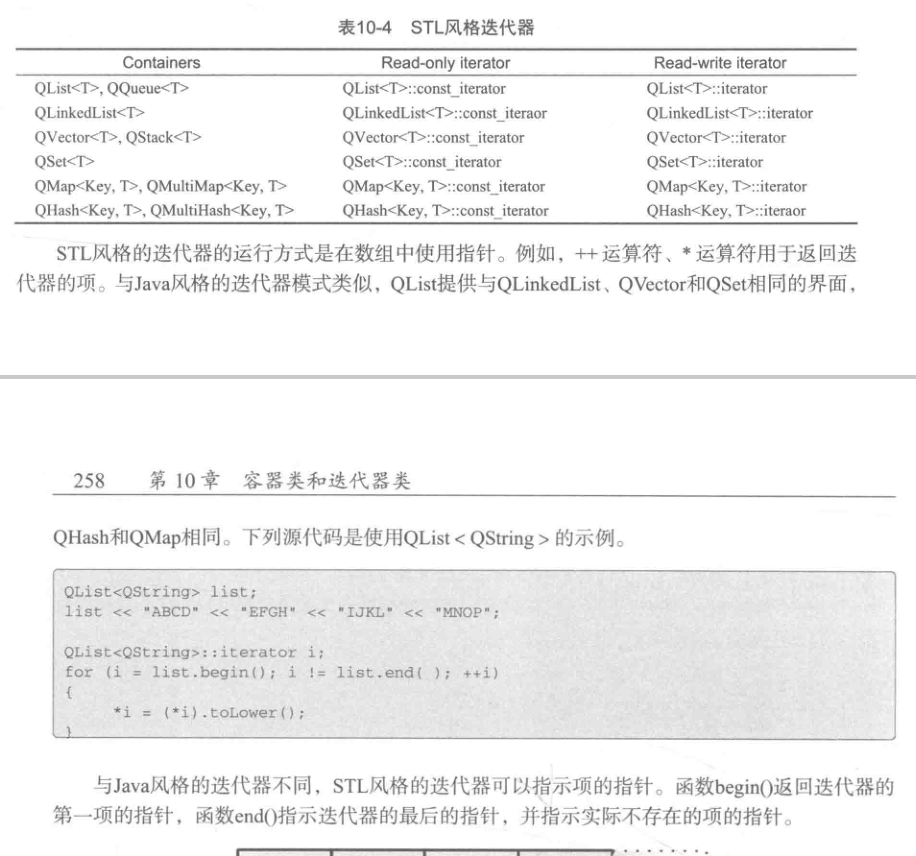 表10-4 STL风格迭代器
Containers Read-only iterator Read-write iterator
QList<T>, QQueue<T> QList<T>::const_iterator QList<T>::iterator
QLinkedList<T> QLinkedList<T>::const_iteraor QLinkedList<T>::iterator
QVector<T>, QStack<T> QVector<T>::const_iterator QVector<T>::iterator
QSet<T> QSet<T>::const_iterator QSet<T>::iterator
QMap<Key, T>, QMultiMap<Key, T> QMap<Key, T>::const_iterator QMap<Key, T>::iterator
QHash<Key, T>, QMultiHash<Key, T> QHash<Key, T>::const_iterator QHash<Key, T>::iteraor
STL风格的迭代器的运行方式是在数组中使用指针。例如，++ 运算符、* 运算符用于返回迭
代器的项。与Java风格的迭代器模式类似，QList提供与QLinkedList、QVector和QSet相同的界面，
258 第 10 章 容器类和迭代器类
QHash和QMap相同。下列源代码是使用QList < QString > 的示例。
QList<QString> list;
list << "ABCD" << "EFGH" << "IJKL" << "MNOP";
QList<QString>::iterator i;
for (i = list.begin(); i != list.end( ); ++i)
{
*i = (*i).toLower();
}
与Java风格的迭代器不同，STL风格的迭代器可以指示项的指针。函数begin()返回迭代器的
第一项的指针，函数end()指示迭代器的最后的指针，并指示实际不存在的项的指针。